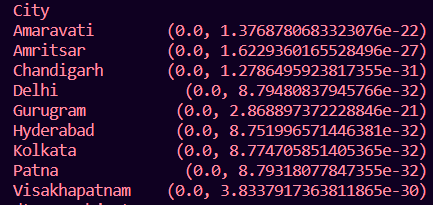 City
Amaravati (0.0, 1.3768780683323076e-22)
Amritsar (0.0, 1.6229360165528496e-27)
Chandigarh (0.0, 1.2786495923817355e-31)
Delhi (0.0, 8.79480837945766e-32)
Gurugram (0.0, 2.868897372228846e-21)
Hyderabad (0.0, 8.751996571446381e-32)
Kolkata (0.0, 8.774705851405365e-32)
Patna (0.0, 8.79318077847355e-32)
Visakhapatnam (0.0, 3.8337917363811865e-30)